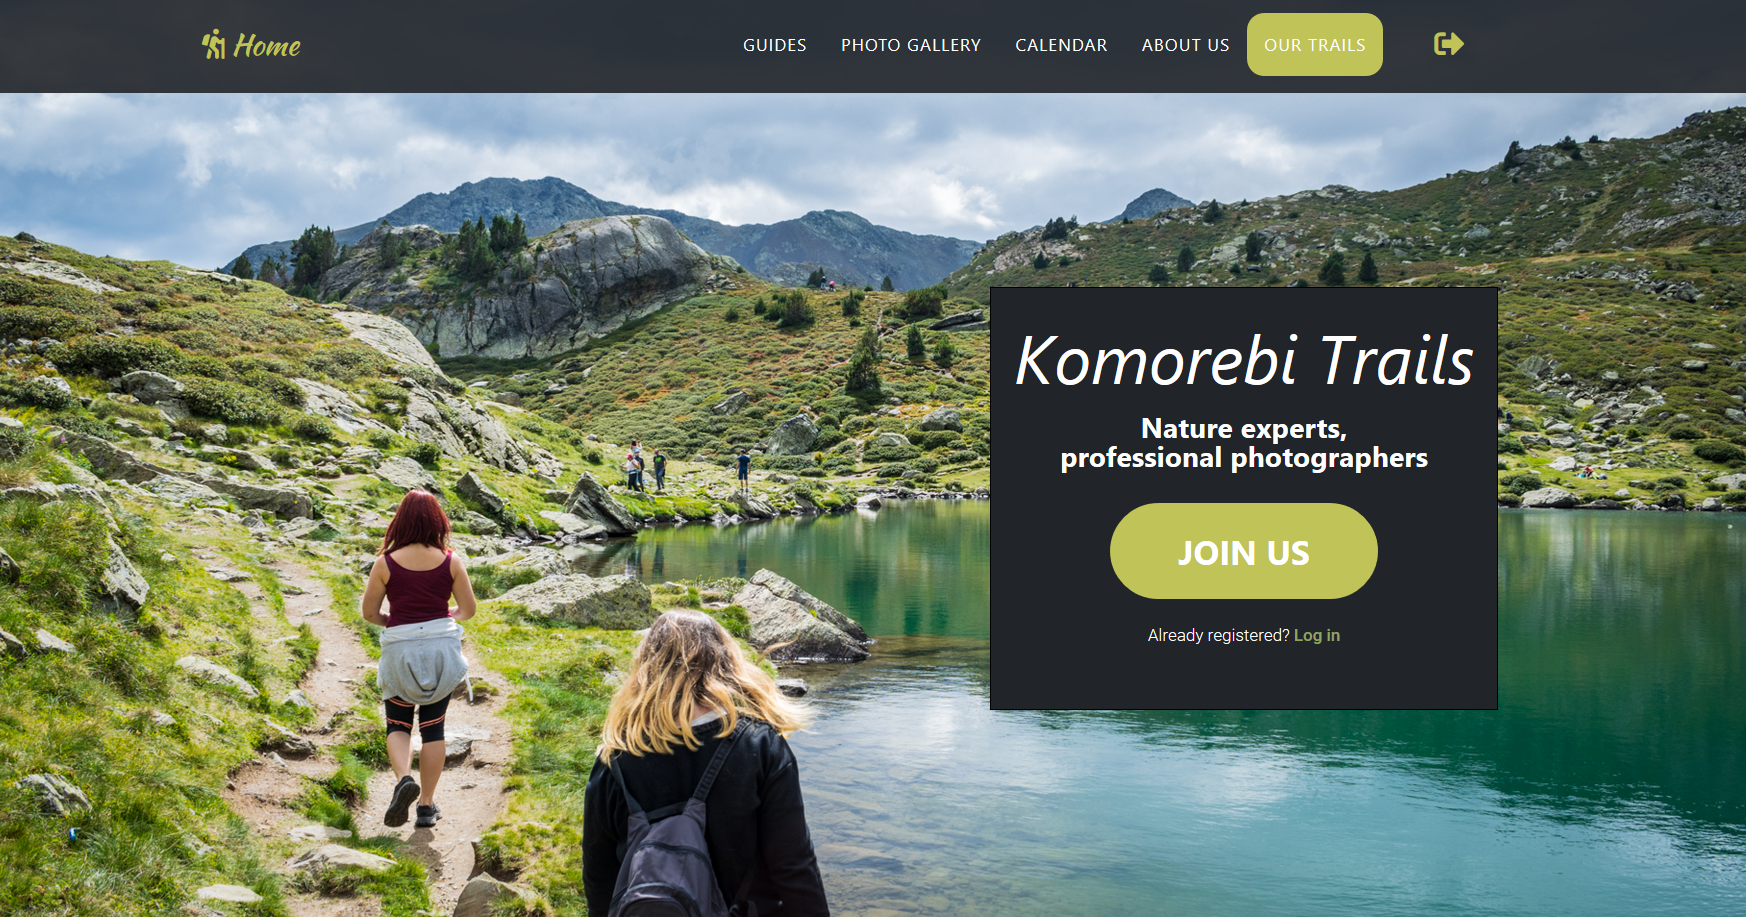 Home
GUIDES
PHOTO GALLERY
CALENDAR
ABOUT US
OUR TRAILS
Komorebi Trails
Nature experts,
professional photographers
JOIN US
Already registered? Log in